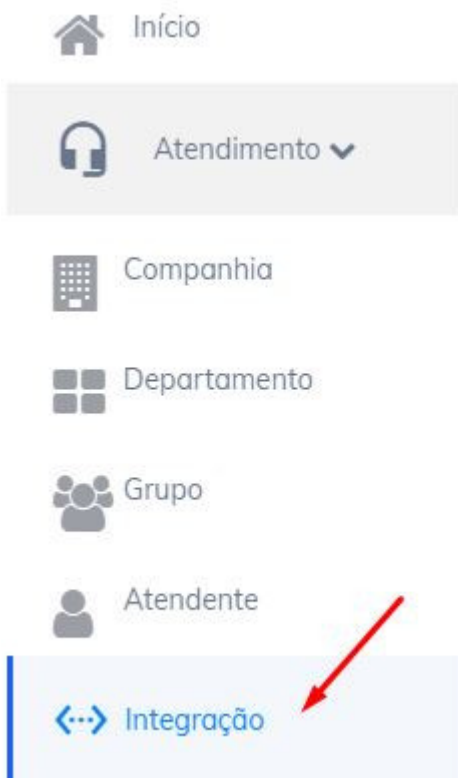 Início
Atendimento
Companhia
Departamento
Grupo
Atendente
Integração